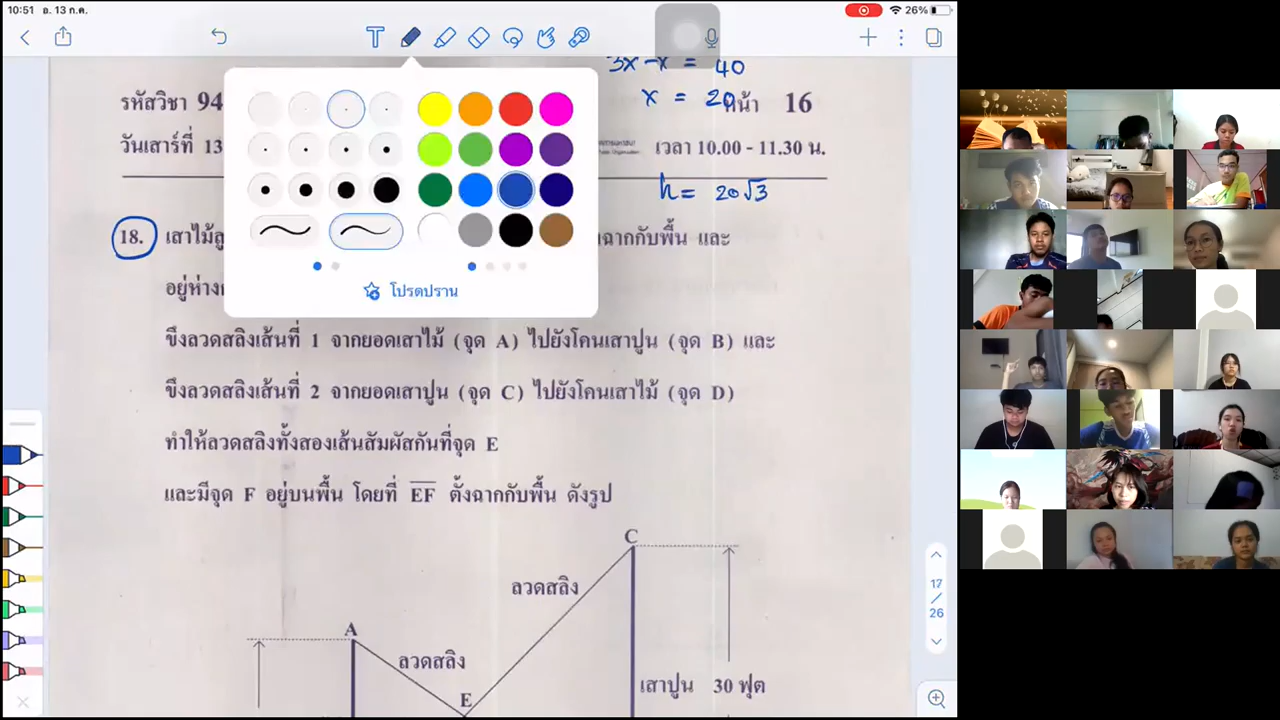 10:51 อ. 13 ก.ค.
26%
3x-x = 40
x = 20
รหัสวิชา 94
หน้า 16
วันเสาร์ที่ 13
เวลา 10.00 - 11.30 น.
h = 20√3
18. เสาไม้สู
ฉากกับพื้น และ
อยู่ห่าง
โปรดปราน
ขึงลวดสลิงเส้นที่ 1 จากยอดเสาไม้ (จุด A) ไปยังโคนเสาปูน (จุด B) และ
ขึงลวดสลิงเส้นที่ 2 จากยอดเสาปูน (จุด C) ไปยังโคนเสาไม้ (จุด D)
ทำให้ลวดสลิงทั้งสองเส้นสัมผัสกันที่จุด E
และมีจุด F อยู่บนพื้น โดยที่ EF ตั้งฉากกับพื้น ดังรูป
C
ลวดสลิง
A
ลวดสลิง
E
เสาปูน 30 ฟุต
17
/
26